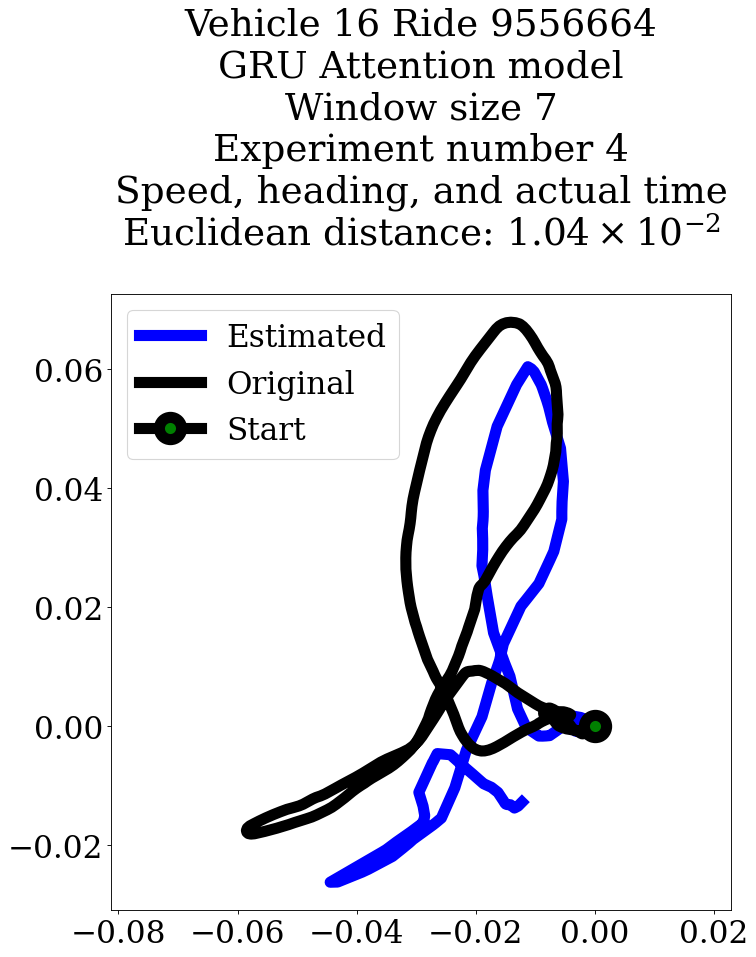 Vehicle 16 Ride 9556664
GRU Attention model
Window size 7
Experiment number 4
Speed, heading, and actual time
Euclidean distance: 1.04 × 10⁻²
Estimated
Original
Start
0.06
0.04
0.02
0.00
−0.02
−0.08 −0.06 −0.04 −0.02 0.00 0.02